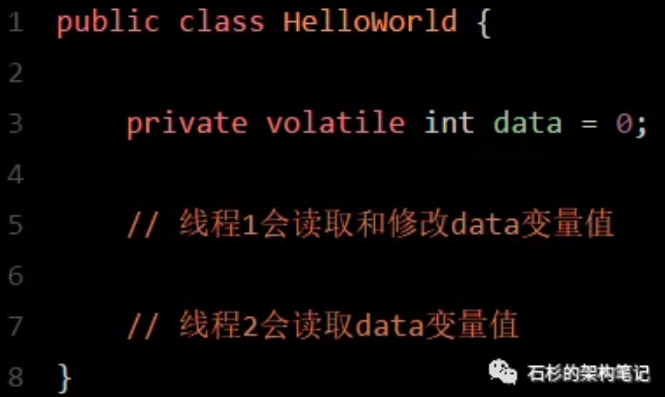 1 public class HelloWorld {
2
3 private volatile int data = 0;
4
5 // 线程1会读取和修改data变量值
6
7 // 线程2会读取data变量值
8 }
石杉的架构笔记